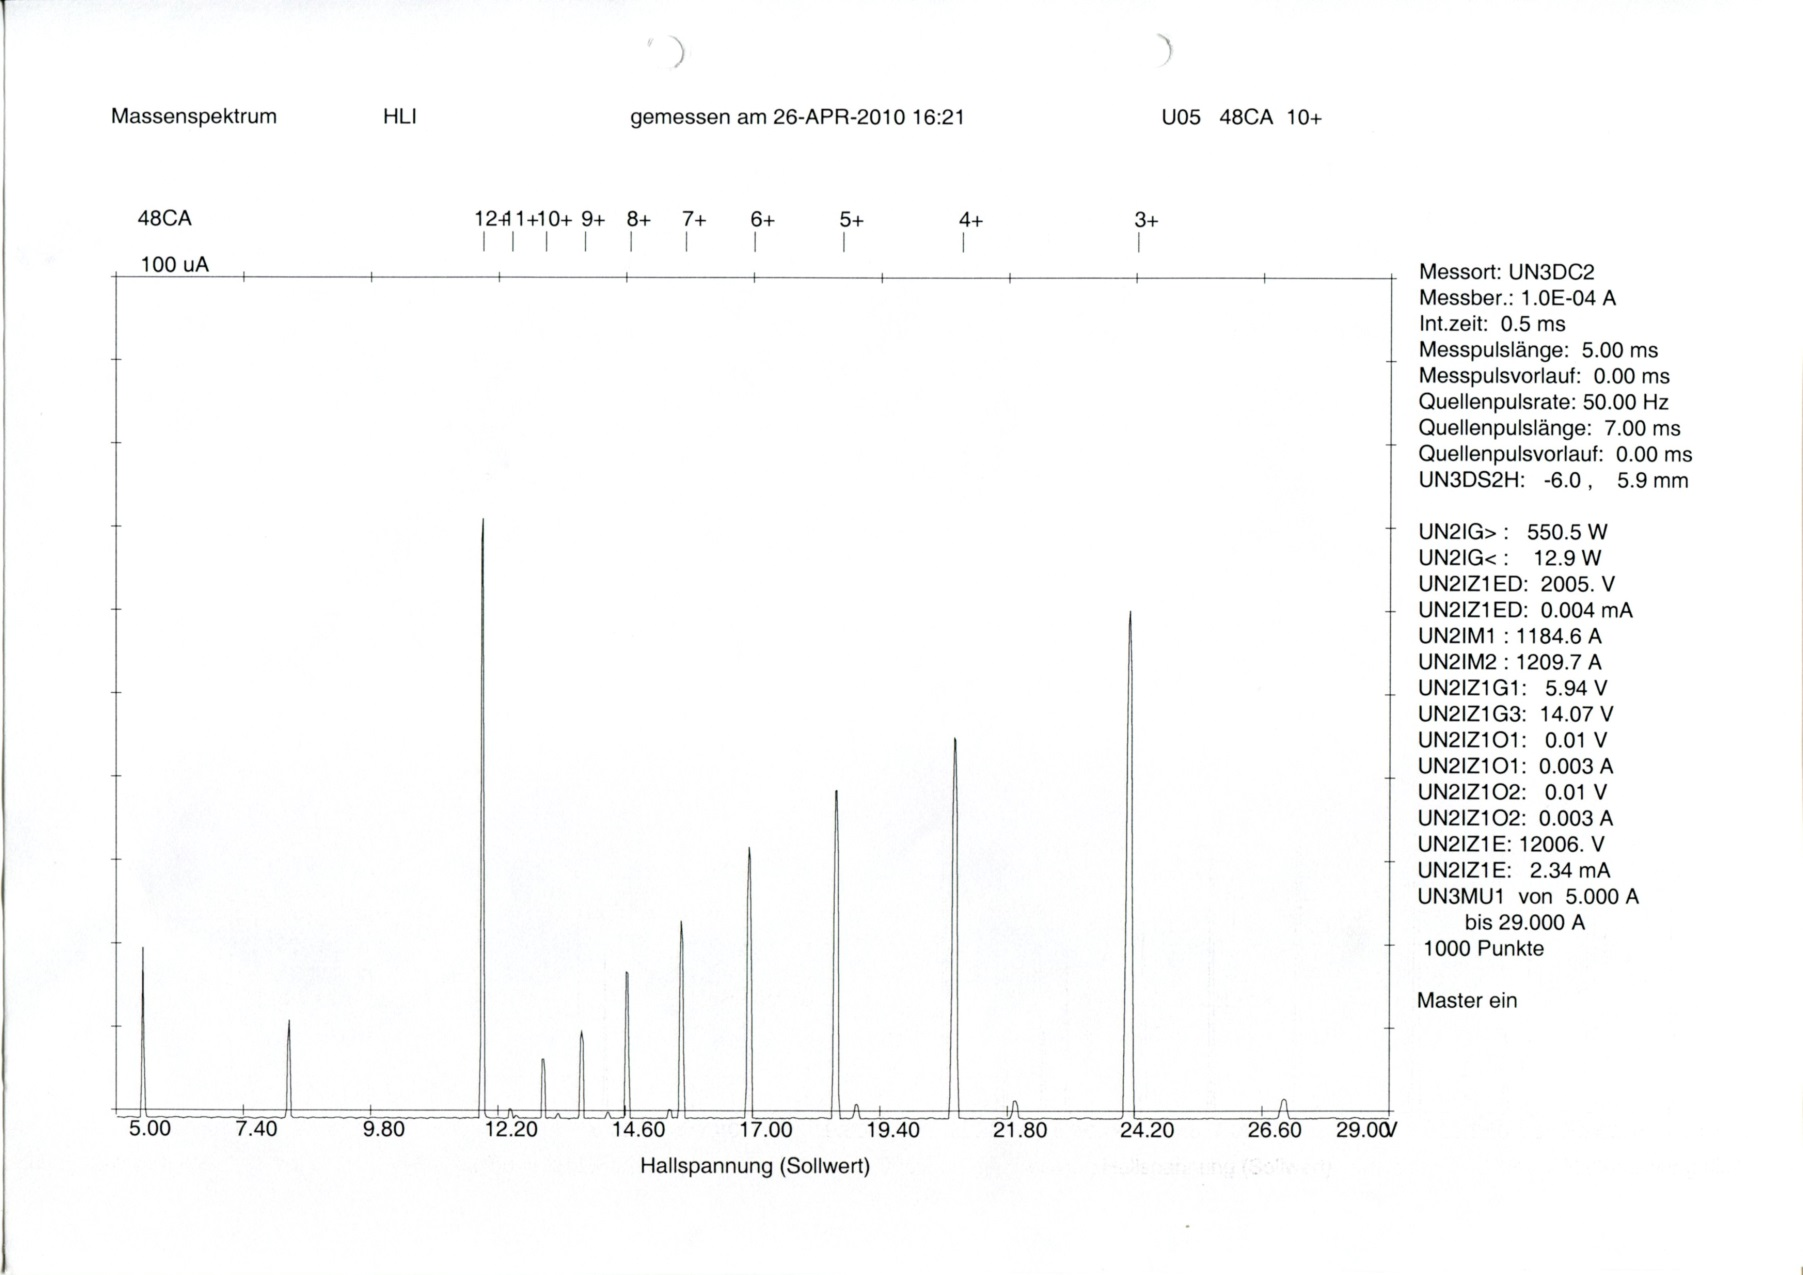 Massenspektrum HLI gemessen am 26-APR-2010 16:21 U05 48CA 10+
48CA 12+ 11+ 10+ 9+ 8+ 7+ 6+ 5+ 4+ 3+
100 uA
Messort: UN3DC2
Messber.: 1.0E-04 A
Int.zeit: 0.5 ms
Messpulslänge: 5.00 ms
Messpulsvorlauf: 0.00 ms
Quellenpulsrate: 50.00 Hz
Quellenpulslänge: 7.00 ms
Quellenpulsvorlauf: 0.00 ms
UN3DS2H: -6.0 , 5.9 mm
UN2IG> : 550.5 W
UN2IG< : 12.9 W
UN2IZ1ED: 2005. V
UN2IZ1ED: 0.004 mA
UN2IM1 : 1184.6 A
UN2IM2 : 1209.7 A
UN2IZ1G1: 5.94 V
UN2IZ1G3: 14.07 V
UN2IZ1O1: 0.01 V
UN2IZ1O1: 0.003 A
UN2IZ1O2: 0.01 V
UN2IZ1O2: 0.003 A
UN2IZ1E: 12006. V
UN2IZ1E: 2.34 mA
UN3MU1 von 5.000 A
bis 29.000 A
1000 Punkte
Master ein
5.00 7.40 9.80 12.20 14.60 17.00 19.40 21.80 24.20 26.60 29.00 V
Hallspannung (Sollwert)